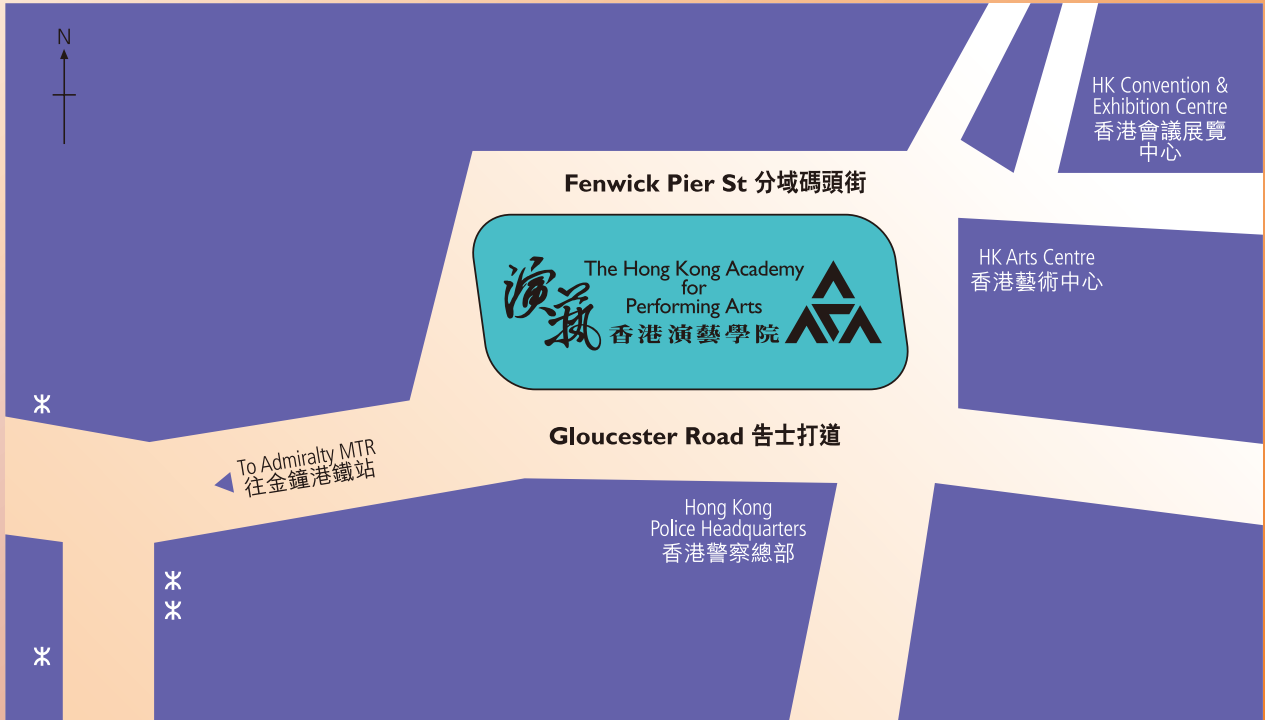 N
HK Convention &
Exhibition Centre
香港會議展覽
中心
Fenwick Pier St 分域碼頭街
演藝
The Hong Kong Academy
for
Performing Arts
香港演藝學院
HK Arts Centre
香港藝術中心
Gloucester Road 告士打道
To Admiralty MTR
往金鐘港鐵站
Hong Kong
Police Headquarters
香港警察總部